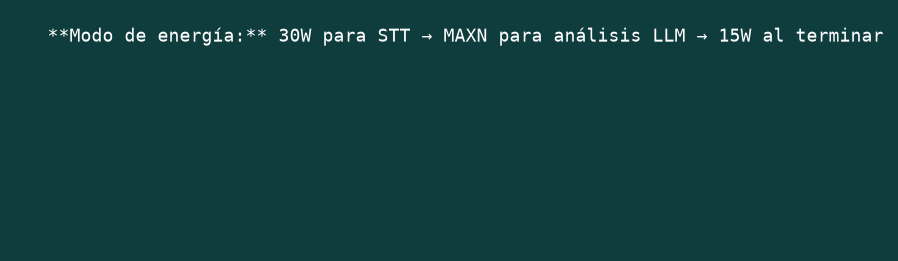 **Modo de energía:** 30W para STT → MAXN para análisis LLM → 15W al terminar